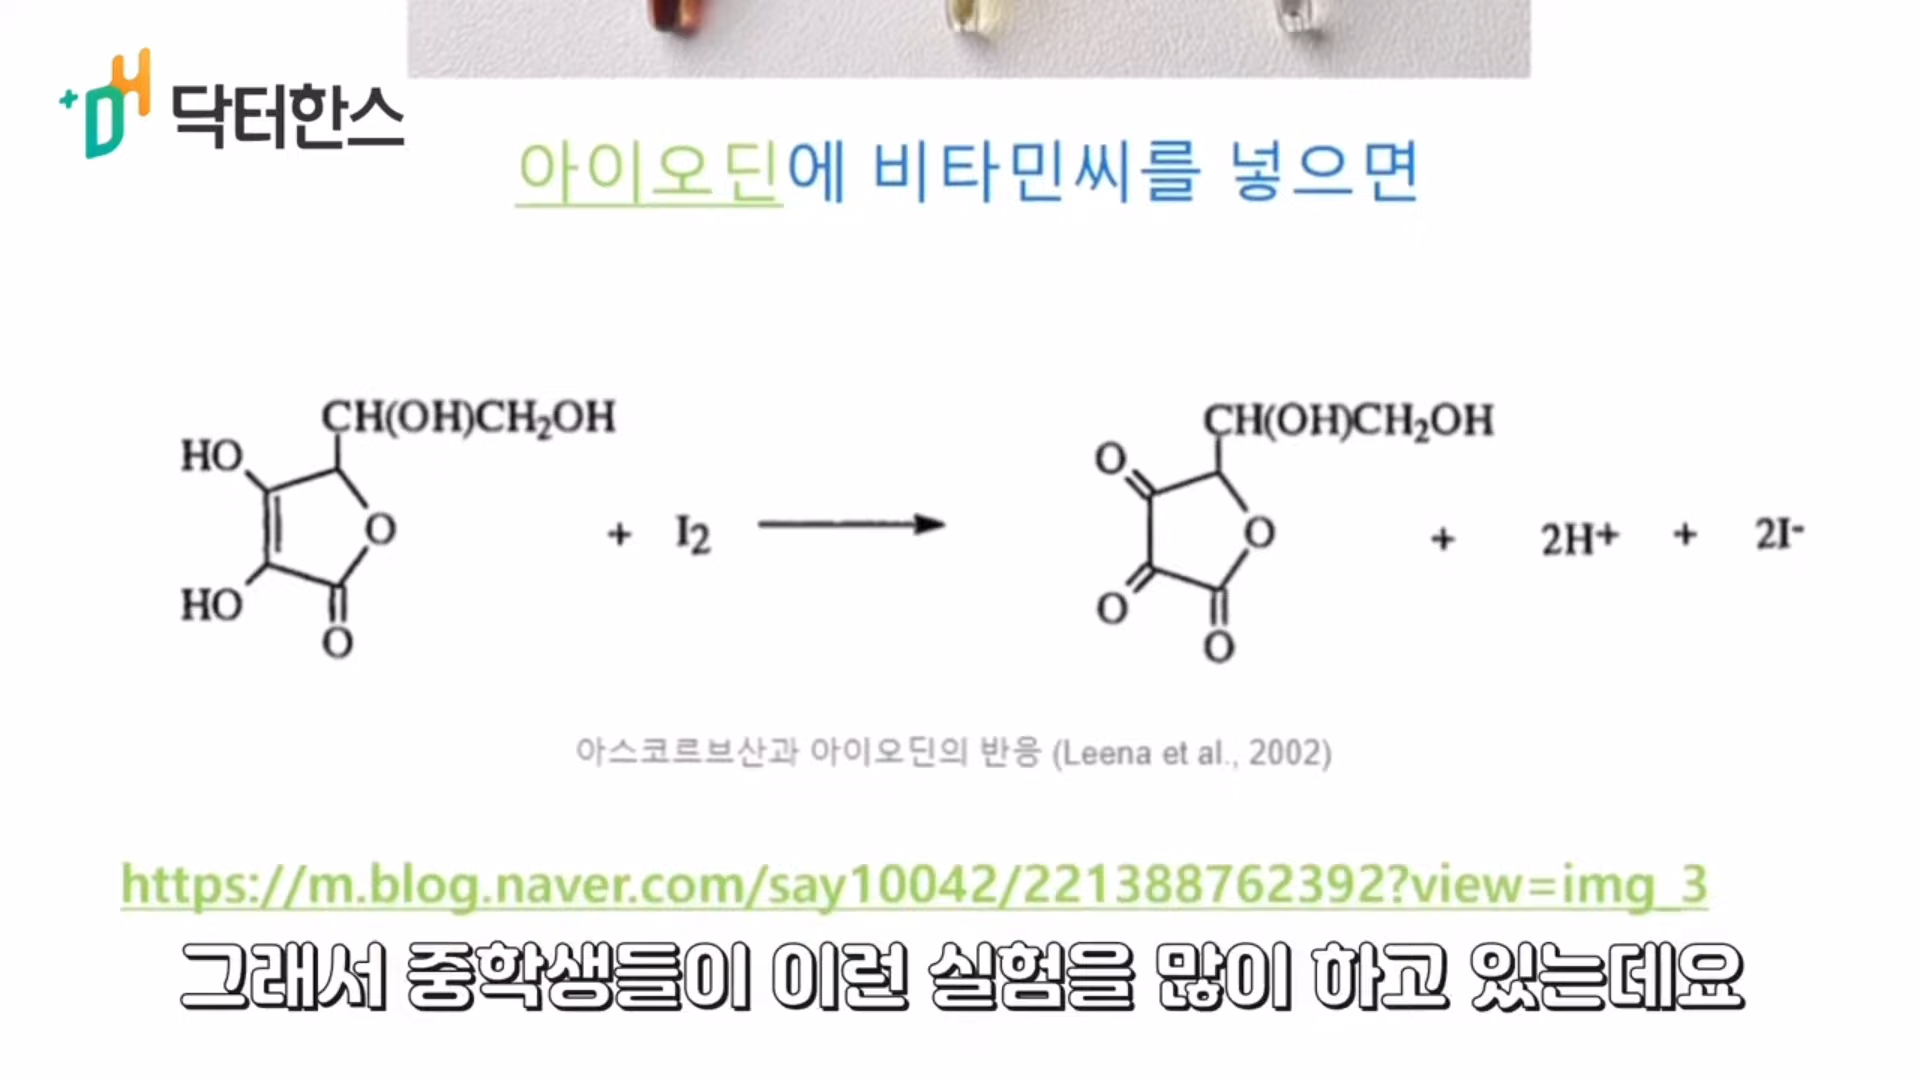 닥터한스
아이오딘에 비타민씨를 넣으면
CH(OH)CH₂OH
HO
O
HO
O
+ I₂
CH(OH)CH₂OH
O
O
O
O
+ 2H+ + 2I-
아스코르브산과 아이오딘의 반응 (Leena et al., 2002)
https://m.blog.naver.com/say10042/221388762392?view=img_3
그래서 중학생들이 이런 실험을 많이 하고 있는데요